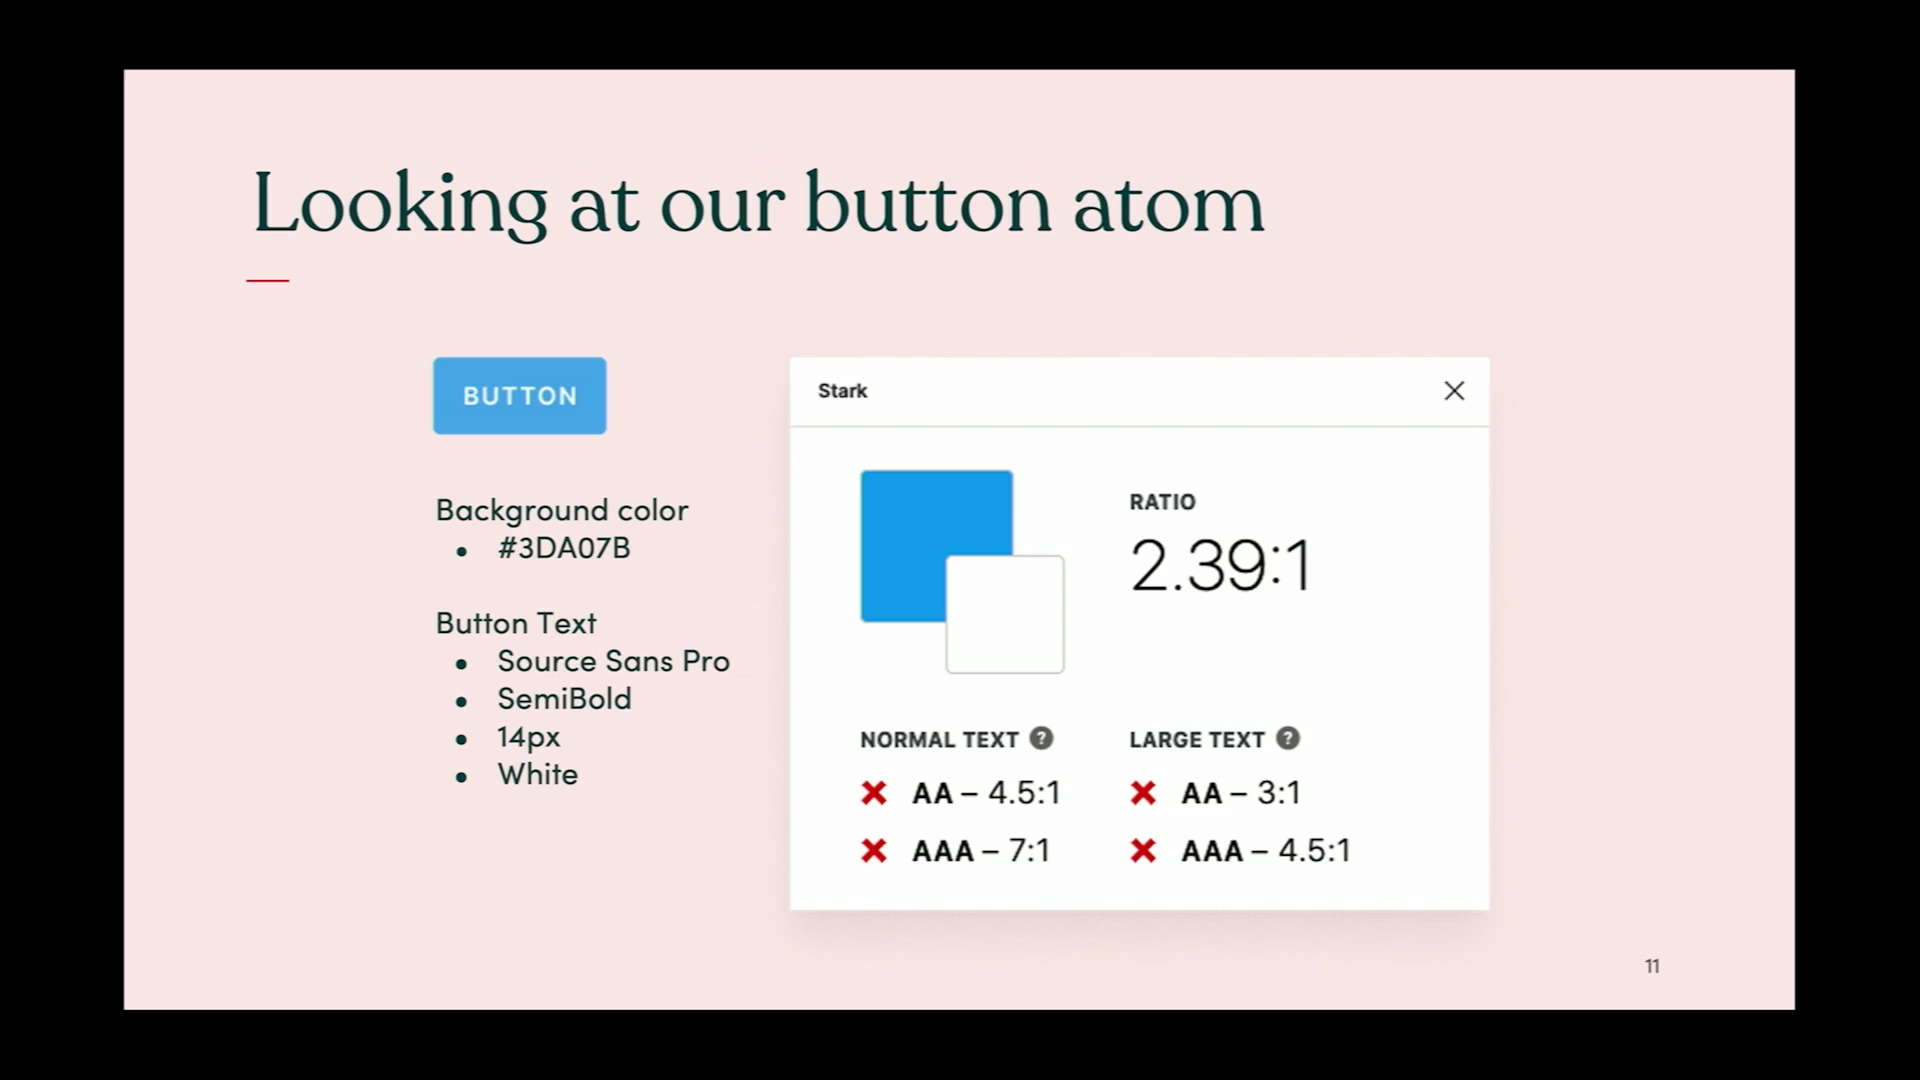 Looking at our button atom
BUTTON
Background color
• #3DA07B
Button Text
• Source Sans Pro
• SemiBold
• 14px
• White
Stark
RATIO
2.39:1
NORMAL TEXT ?
AA – 4.5:1
AAA – 7:1
LARGE TEXT ?
AA – 3:1
AAA – 4.5:1
11